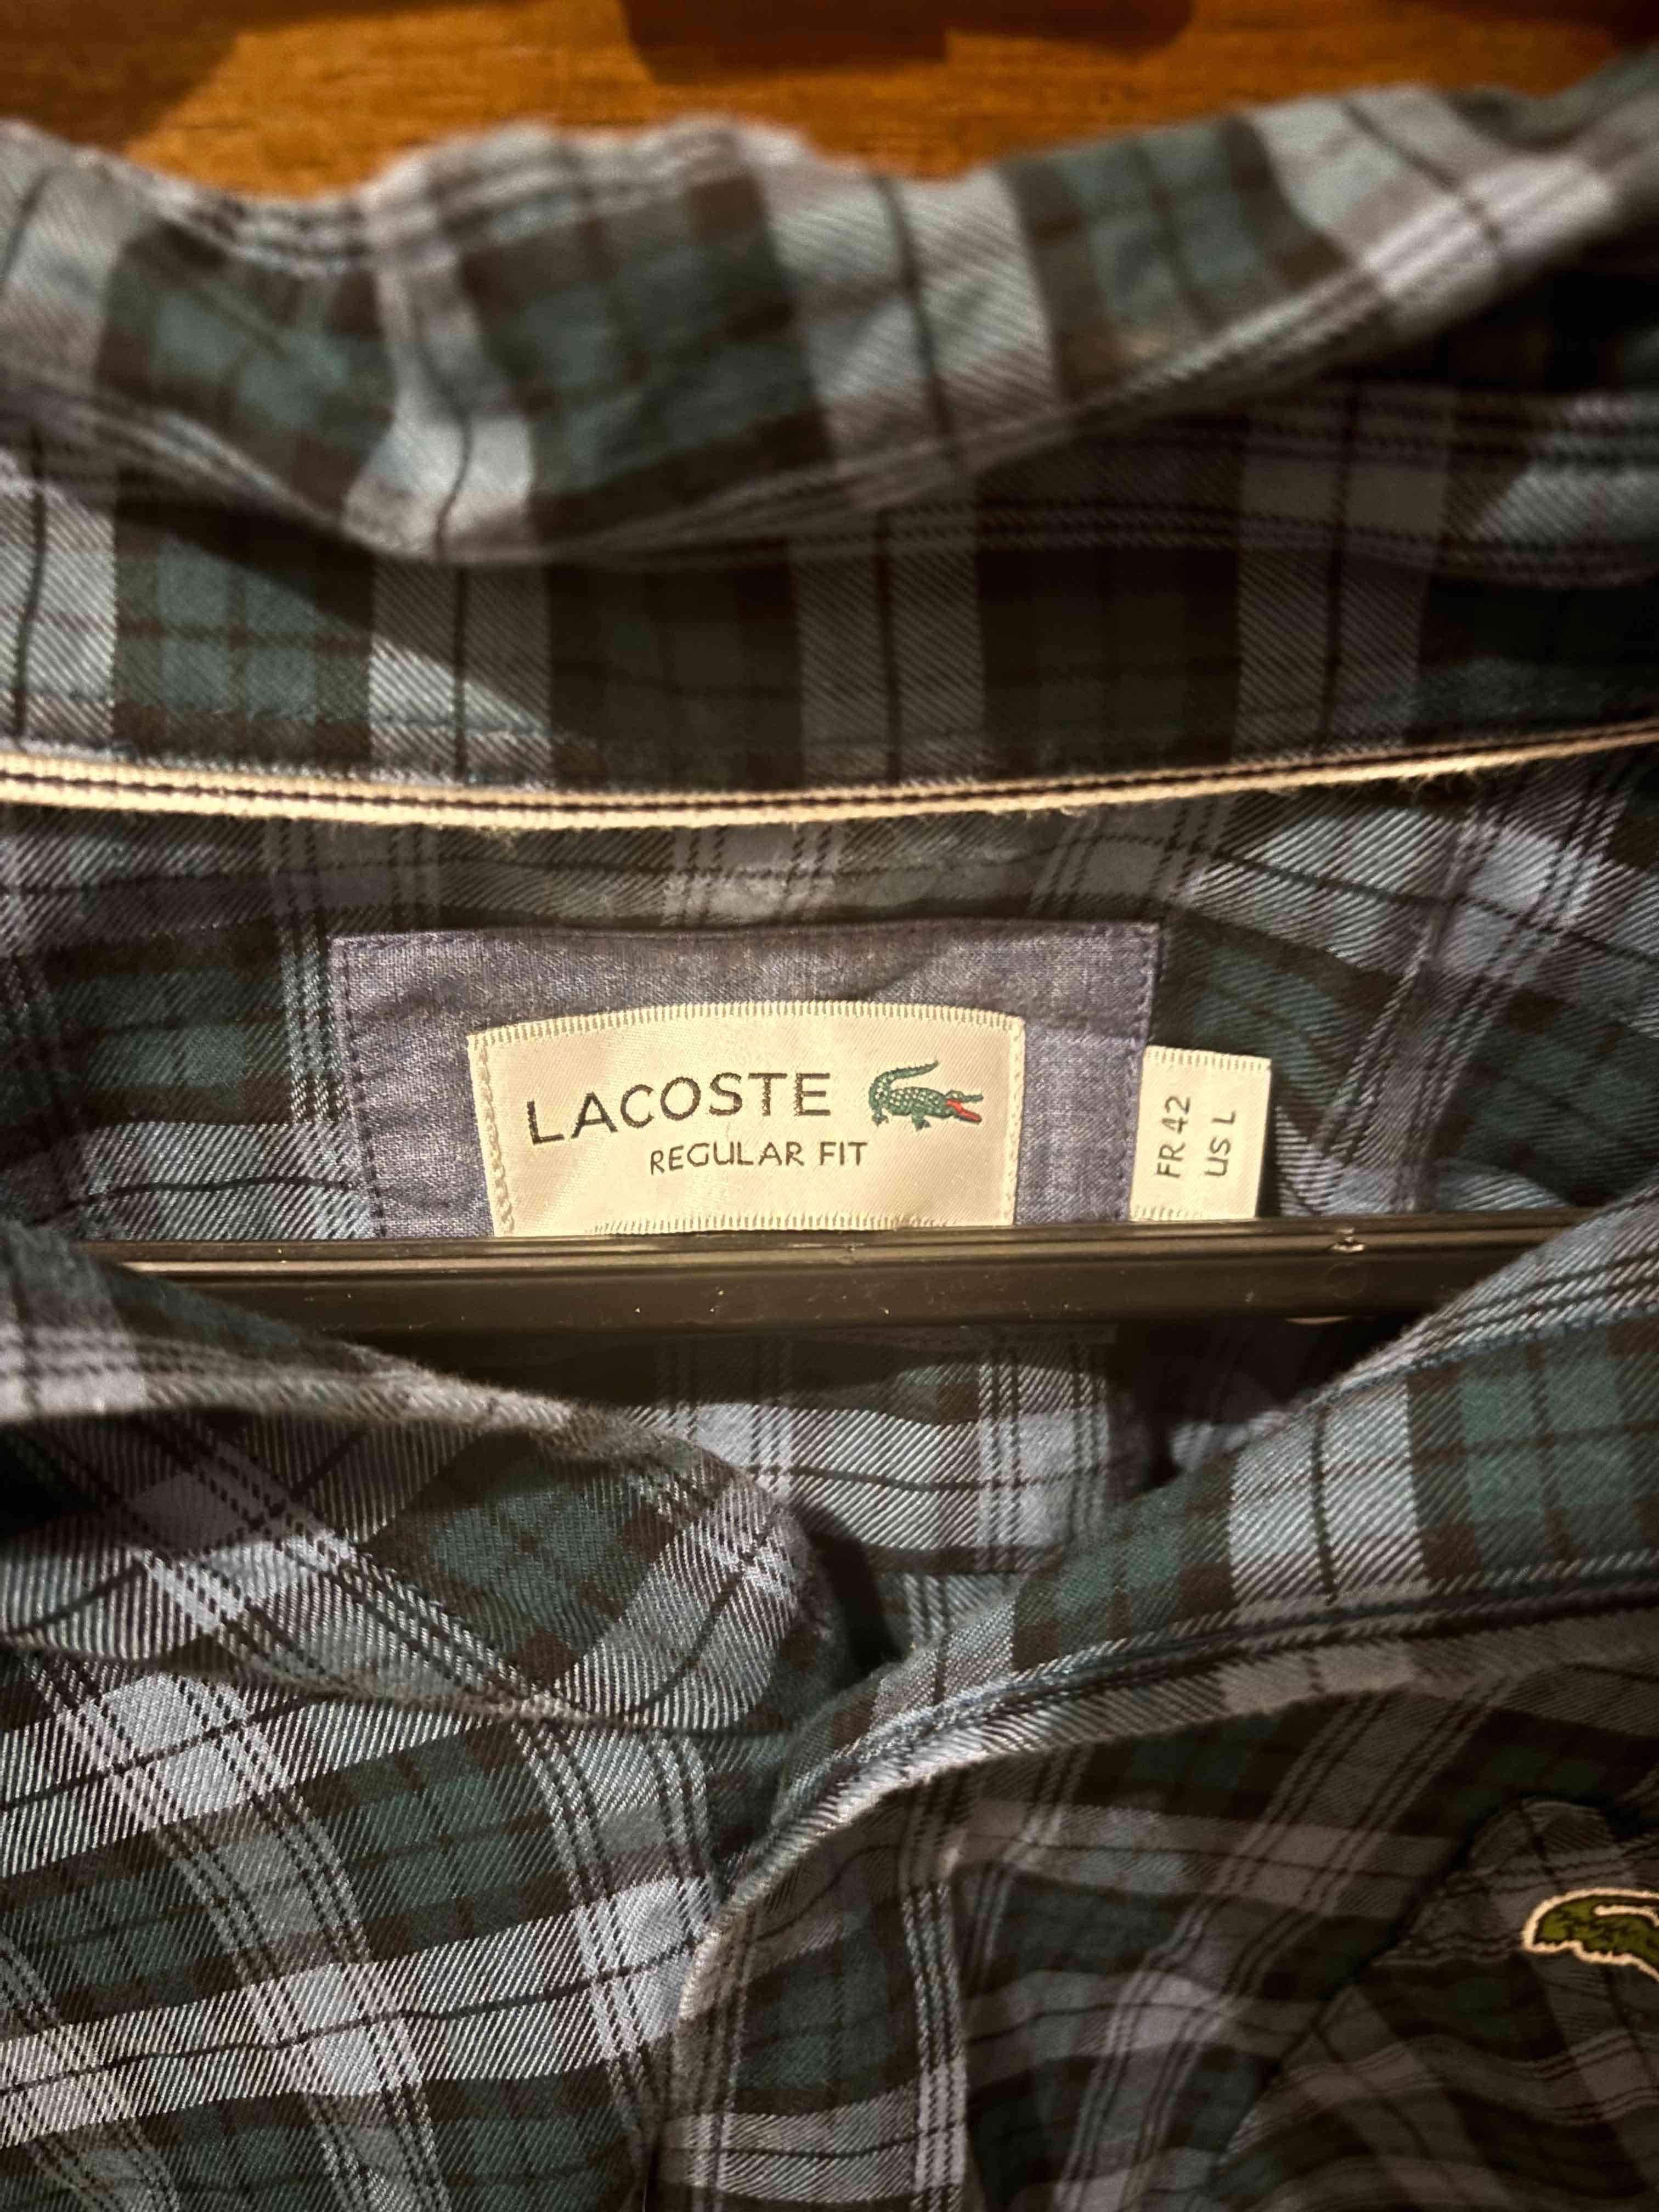 LACOSTE
REGULAR FIT
FR 42
US L